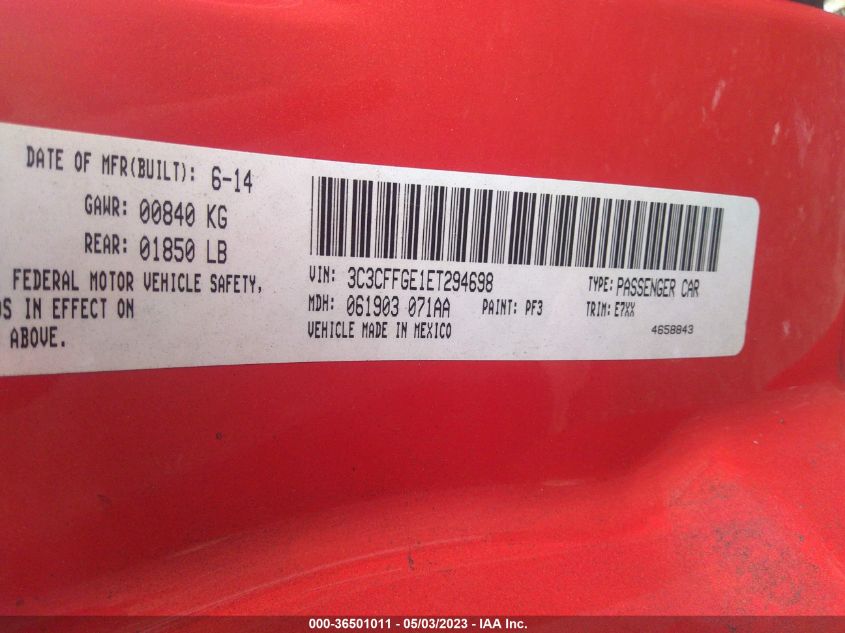 DATE OF MFR(BUILT): 6-14
GAWR: 00840 KG
REAR: 01850 LB
FEDERAL MOTOR VEHICLE SAFETY,
IN EFFECT ON
ABOVE.
VIN: 3C3CFFGE1ET294698
TYPE: PASSENGER CAR
MDH: 061903 071AA
PAINT: PF3
TRIM: E7XX
VEHICLE MADE IN MEXICO
4658843
000-36501011 - 05/03/2023 - IAA Inc.